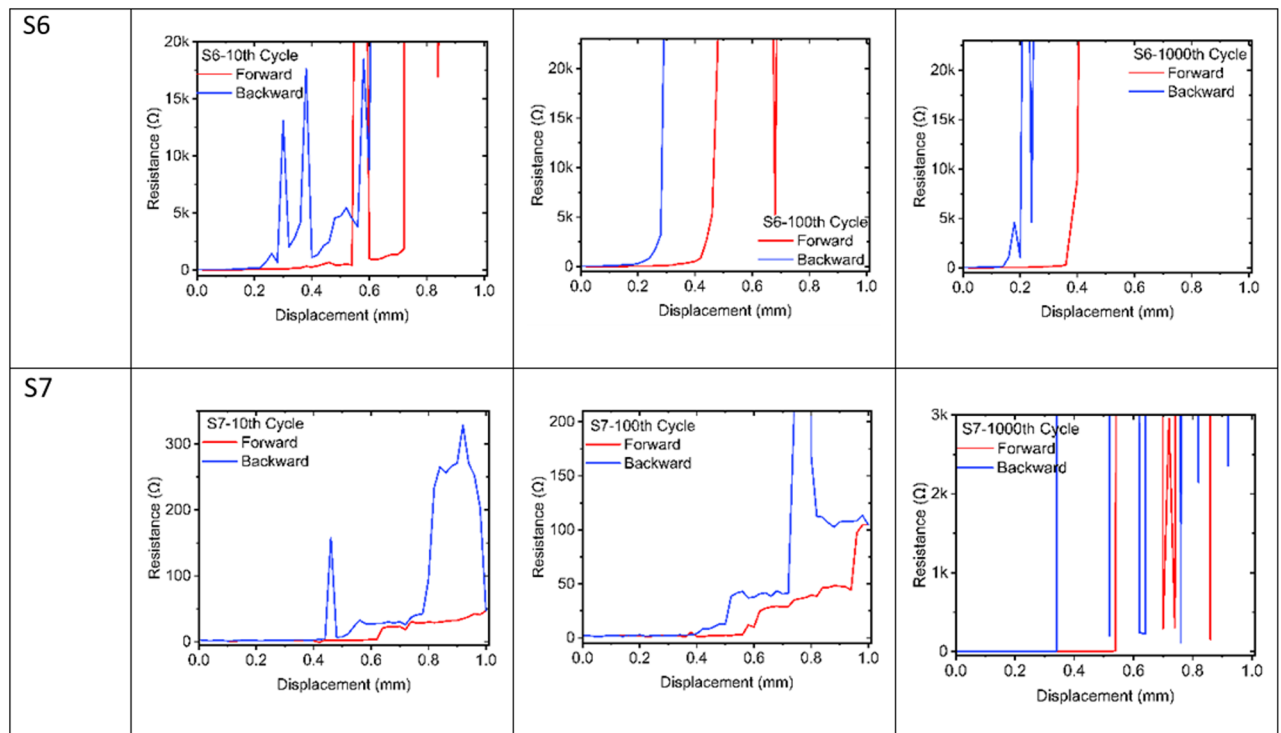 S6
S6-10th Cycle
Forward
Backward
Resistance (Ω)
20k
15k
10k
5k
0
0.0 0.2 0.4 0.6 0.8 1.0
Displacement (mm)
S6-100th Cycle
Forward
Backward
Resistance (Ω)
20k
15k
10k
5k
0
0.0 0.2 0.4 0.6 0.8 1.0
Displacement (mm)
S6-1000th Cycle
Forward
Backward
Resistance (Ω)
20k
15k
10k
5k
0
0.0 0.2 0.4 0.6 0.8 1.0
Displacement (mm)
S7
S7-10th Cycle
Forward
Backward
Resistance (Ω)
300
200
100
0
0.0 0.2 0.4 0.6 0.8 1.0
Displacement (mm)
S7-100th Cycle
Forward
Backward
Resistance (Ω)
200
150
100
50
0
0.0 0.2 0.4 0.6 0.8 1.0
Displacement (mm)
S7-1000th Cycle
Forward
Backward
Resistance (Ω)
3k
2k
1k
0
0.0 0.2 0.4 0.6 0.8 1.0
Displacement (mm)